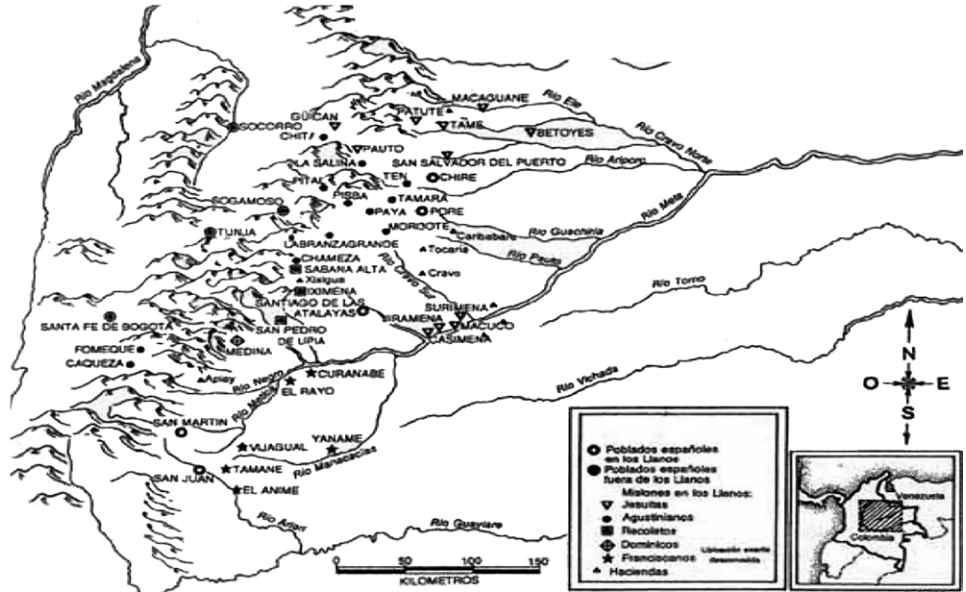 Río Magdalena
MACAGUANE
Río Ele
PATUTE
GÜICAN
SOCORRO
CHITA
TAME
BETOYES
Río Cravo Norte
PAUTO
LA SALINA
SAN SALVADOR DEL PUERTO
Río Ariporo
TEN
CHIRE
PISBA
TAMARA
SOGAMOSO
PAYA
PORE
Río Meta
TUNJA
MORCOTE
Caribabare
Río Guachiria
LABRANZAGRANDE
Tocaria
Río Pauto
CHAMEZA
SABANA ALTA
Cravo
Río Cravo Sur
IXIMENA
SANTIAGO DE LAS
ATALAYAS
SURIMENA
Río Tomo
MACUCO
SANTA FE DE BOGOTA
SAN PEDRO
DE UPIA
CASIMENA
FOMEQUE
MEDINA
CAQUEZA
Apiay
Río Negro
CURANABE
EL RAYO
Río Vichada
Río Metica
SAN MARTIN
VIJAGUAL
YANAME
Río Manacacías
SAN JUAN
TAMANE
EL ANIME
Río Ariari
Río Guaviare
N
O
E
S
Poblados españoles
en los Llanos
Poblados españoles
fuera de los Llanos
Misiones en los Llanos:
Jesuitas
Agustinianos
Recoletos
Dominicos
Franciscanos
Ubicación exacta
desconocida
Haciendas
Venezuela
Colombia
0
50
100
150
KILOMETROS